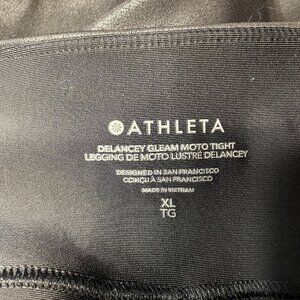 ATHLETA
DELANCEY GLEAM MOTO TIGHT
LEGGING DE MOTO LUSTRE DELANCEY
DESIGNED IN SAN FRANCISCO
CONÇU À SAN FRANCISCO
MADE IN VIETNAM
XL
TG